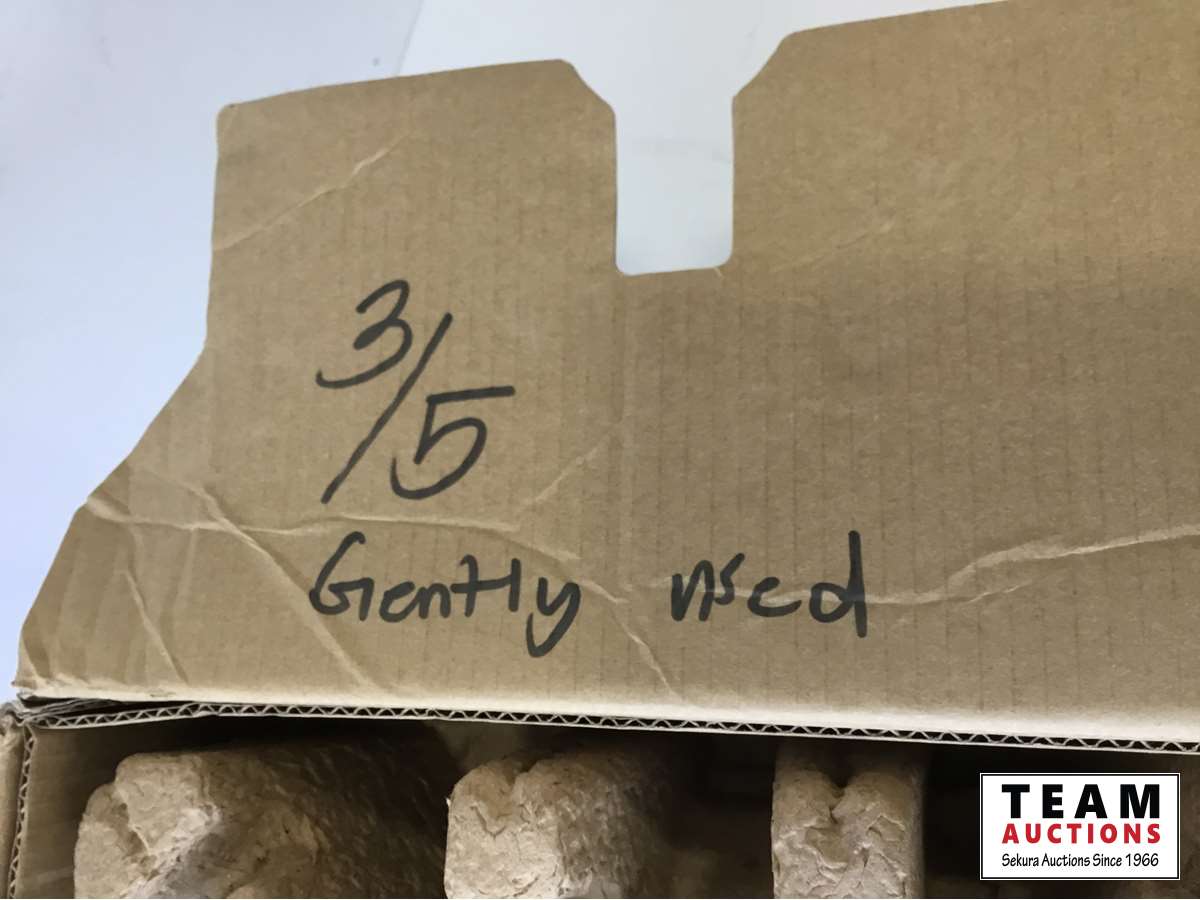 3/5
Gently used
TEAM
AUCTIONS
Sekura Auctions Since 1966